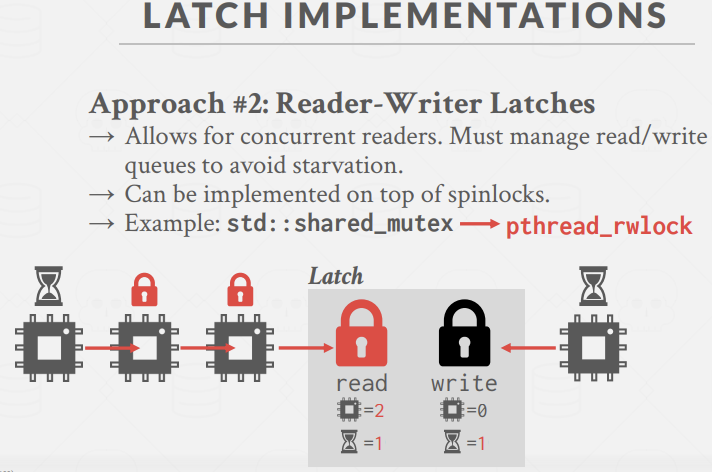 LATCH IMPLEMENTATIONS
Approach #2: Reader-Writer Latches
→ Allows for concurrent readers. Must manage read/write
queues to avoid starvation.
→ Can be implemented on top of spinlocks.
→ Example: std::shared_mutex → pthread_rwlock
Latch
read write
=2 =0
=1 =1